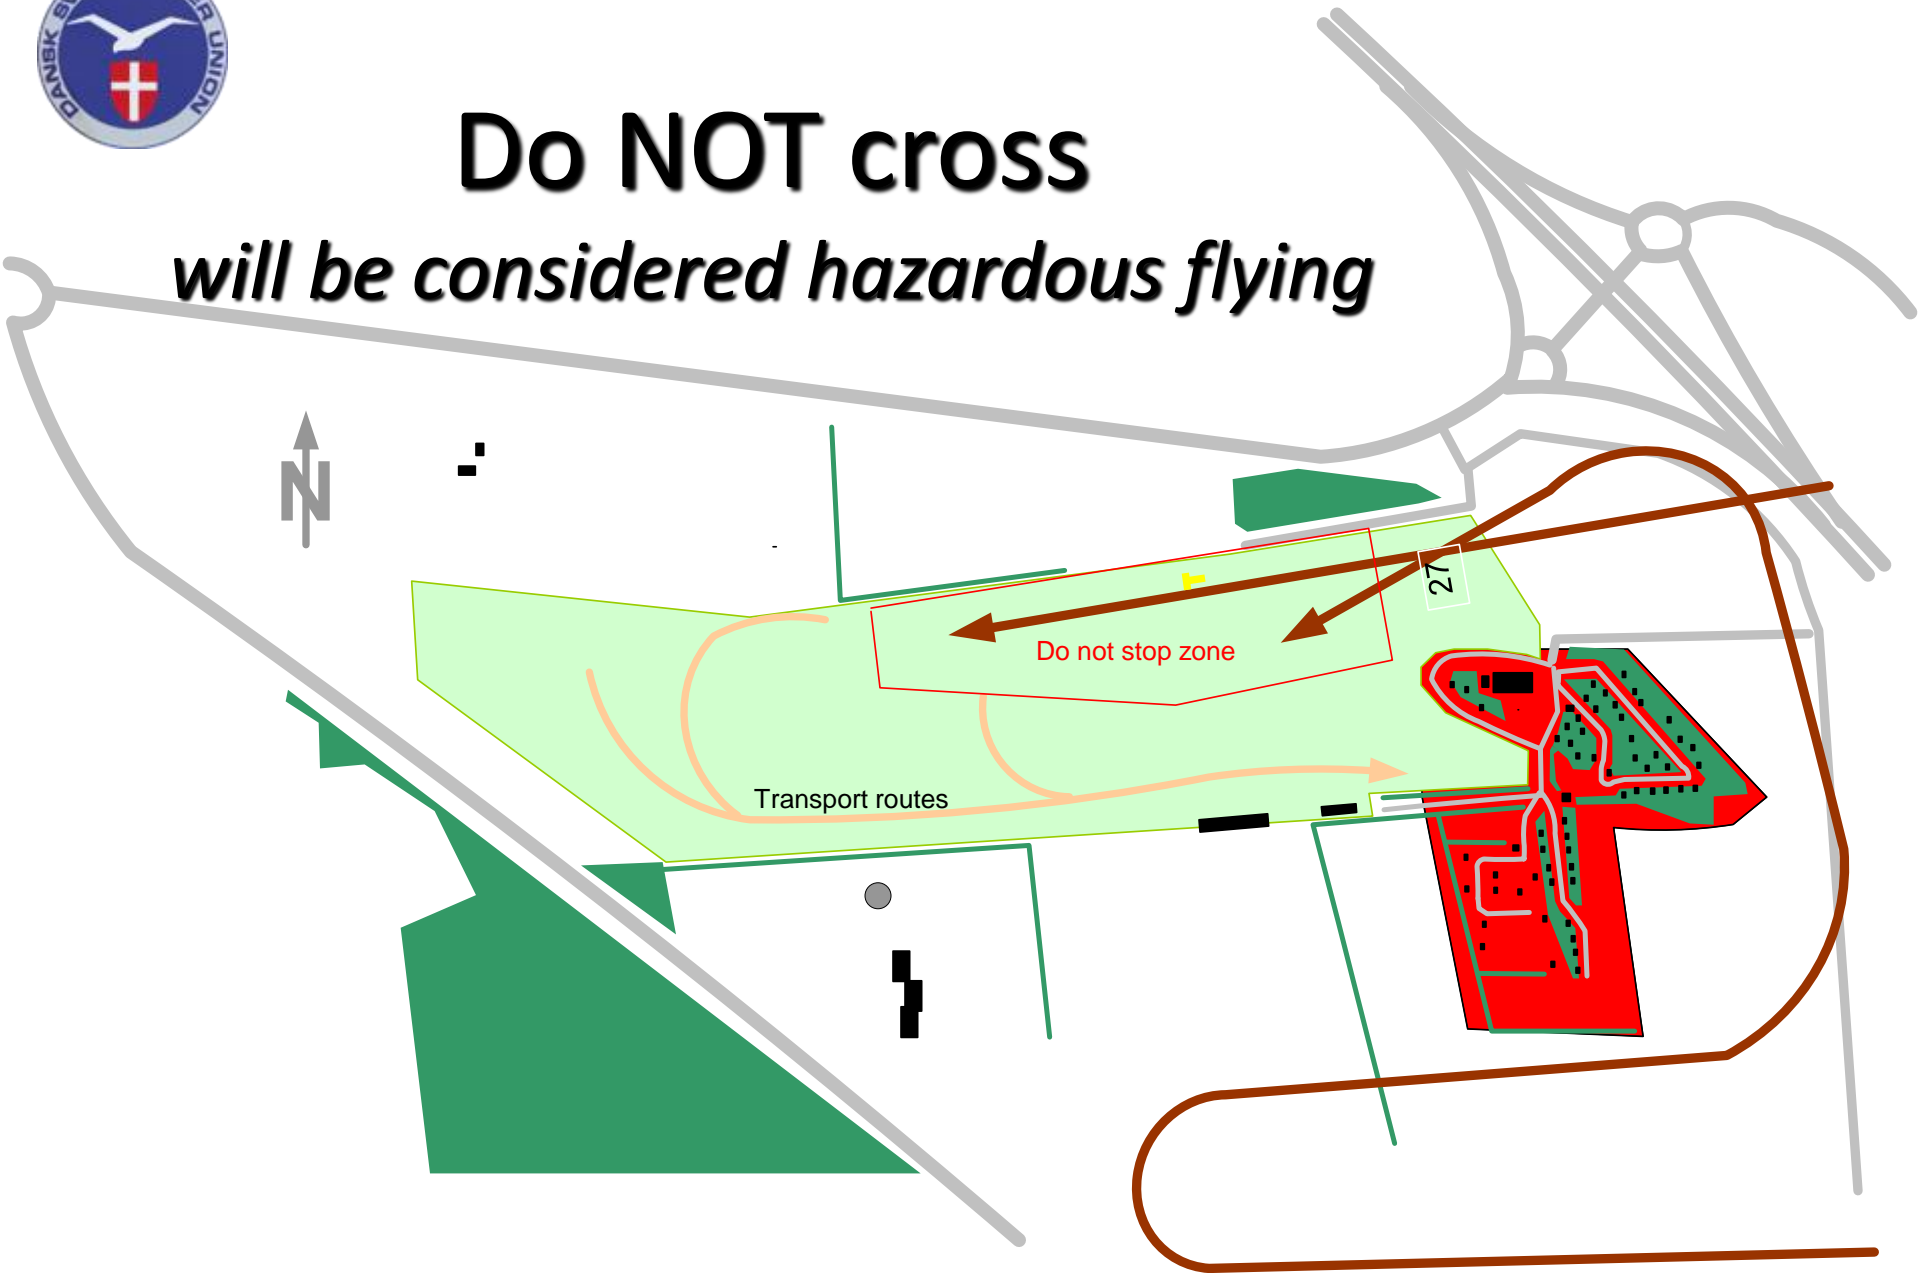 DANSK
UNION
Do NOT cross
will be considered hazardous flying
N
27
Do not stop zone
Transport routes